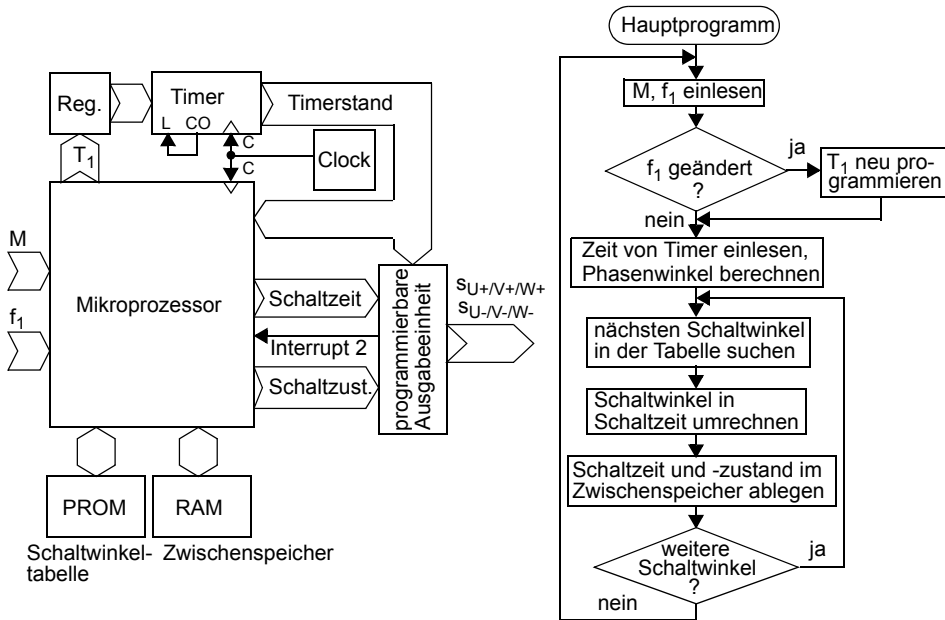 Reg.
Timer
L
CO
C
Timerstand
C
Clock
T1
M
f1
Mikroprozessor
Schaltzeit
Interrupt 2
Schaltzust.
programmierbare
Ausgabeeinheit
sU+/V+/W+
sU-/V-/W-
PROM
RAM
Schaltwinkel-
tabelle
Zwischenspeicher
Hauptprogramm
M, f1 einlesen
f1 geändert
?
ja
T1 neu pro-
grammieren
nein
Zeit von Timer einlesen,
Phasenwinkel berechnen
nächsten Schaltwinkel
in der Tabelle suchen
Schaltwinkel in
Schaltzeit umrechnen
Schaltzeit und -zustand im
Zwischenspeicher ablegen
weitere
Schaltwinkel
?
ja
nein